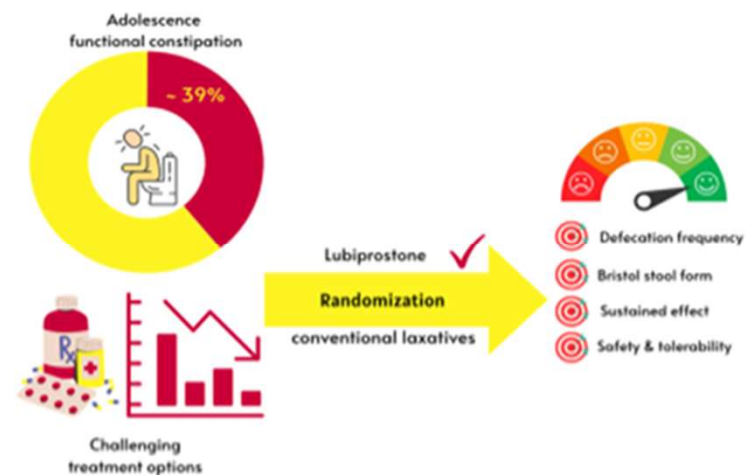 Adolescence
functional constipation
~ 39%
Rx
Challenging
treatment options
Lubiprostone
Randomization
conventional laxatives
Defecation frequency
Bristol stool form
Sustained effect
Safety & tolerability